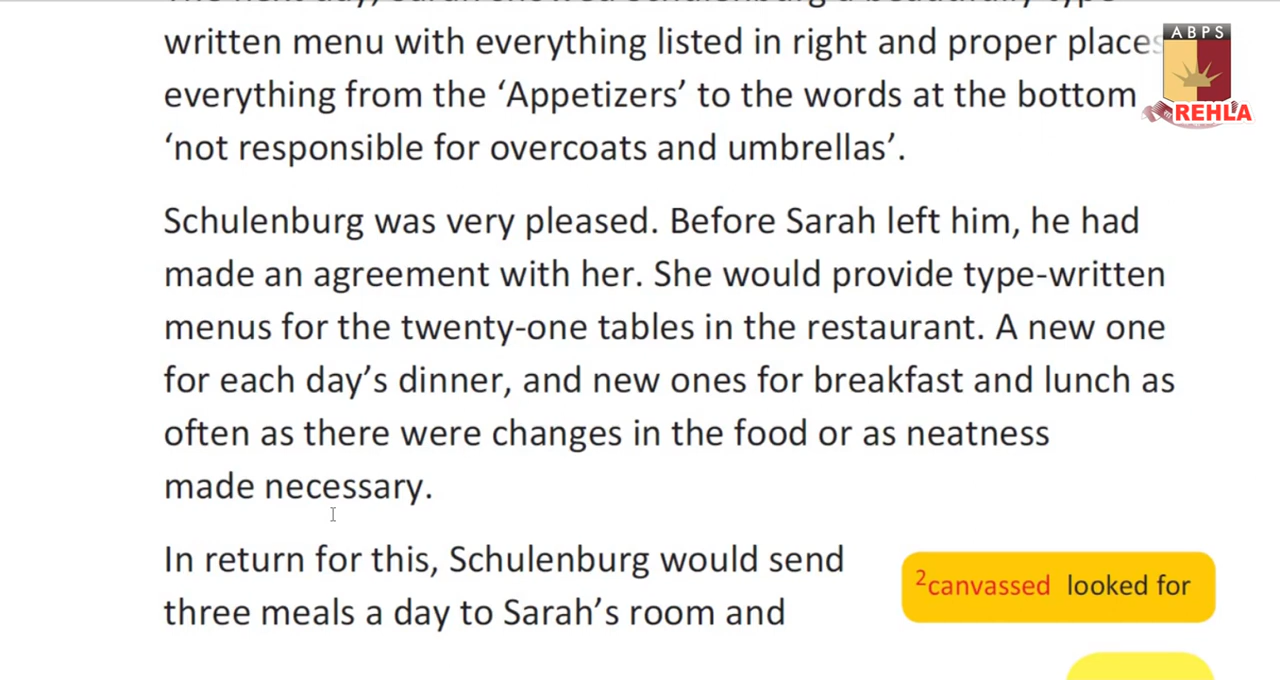 written menu with everything listed in right and proper places
everything from the ‘Appetizers’ to the words at the bottom
‘not responsible for overcoats and umbrellas’.
Schulenburg was very pleased. Before Sarah left him, he had
made an agreement with her. She would provide type-written
menus for the twenty-one tables in the restaurant. A new one
for each day’s dinner, and new ones for breakfast and lunch as
often as there were changes in the food or as neatness
made necessary.
In return for this, Schulenburg would send
three meals a day to Sarah’s room and
2canvassed looked for
ABPS
REHLA